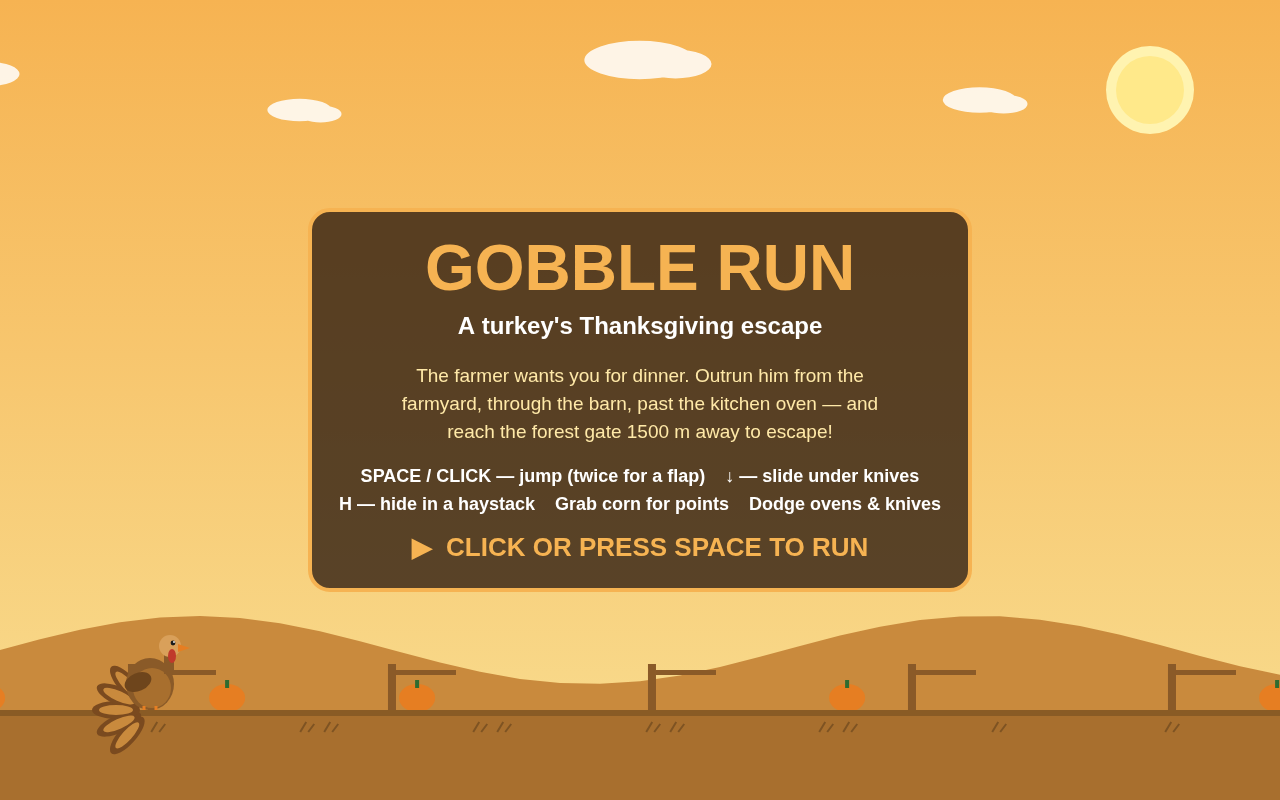 GOBBLE RUN
A turkey's Thanksgiving escape
The farmer wants you for dinner. Outrun him from the
farmyard, through the barn, past the kitchen oven — and
reach the forest gate 1500 m away to escape!
SPACE / CLICK — jump (twice for a flap) ↓ — slide under knives
H — hide in a haystack Grab corn for points Dodge ovens & knives
▶ CLICK OR PRESS SPACE TO RUN